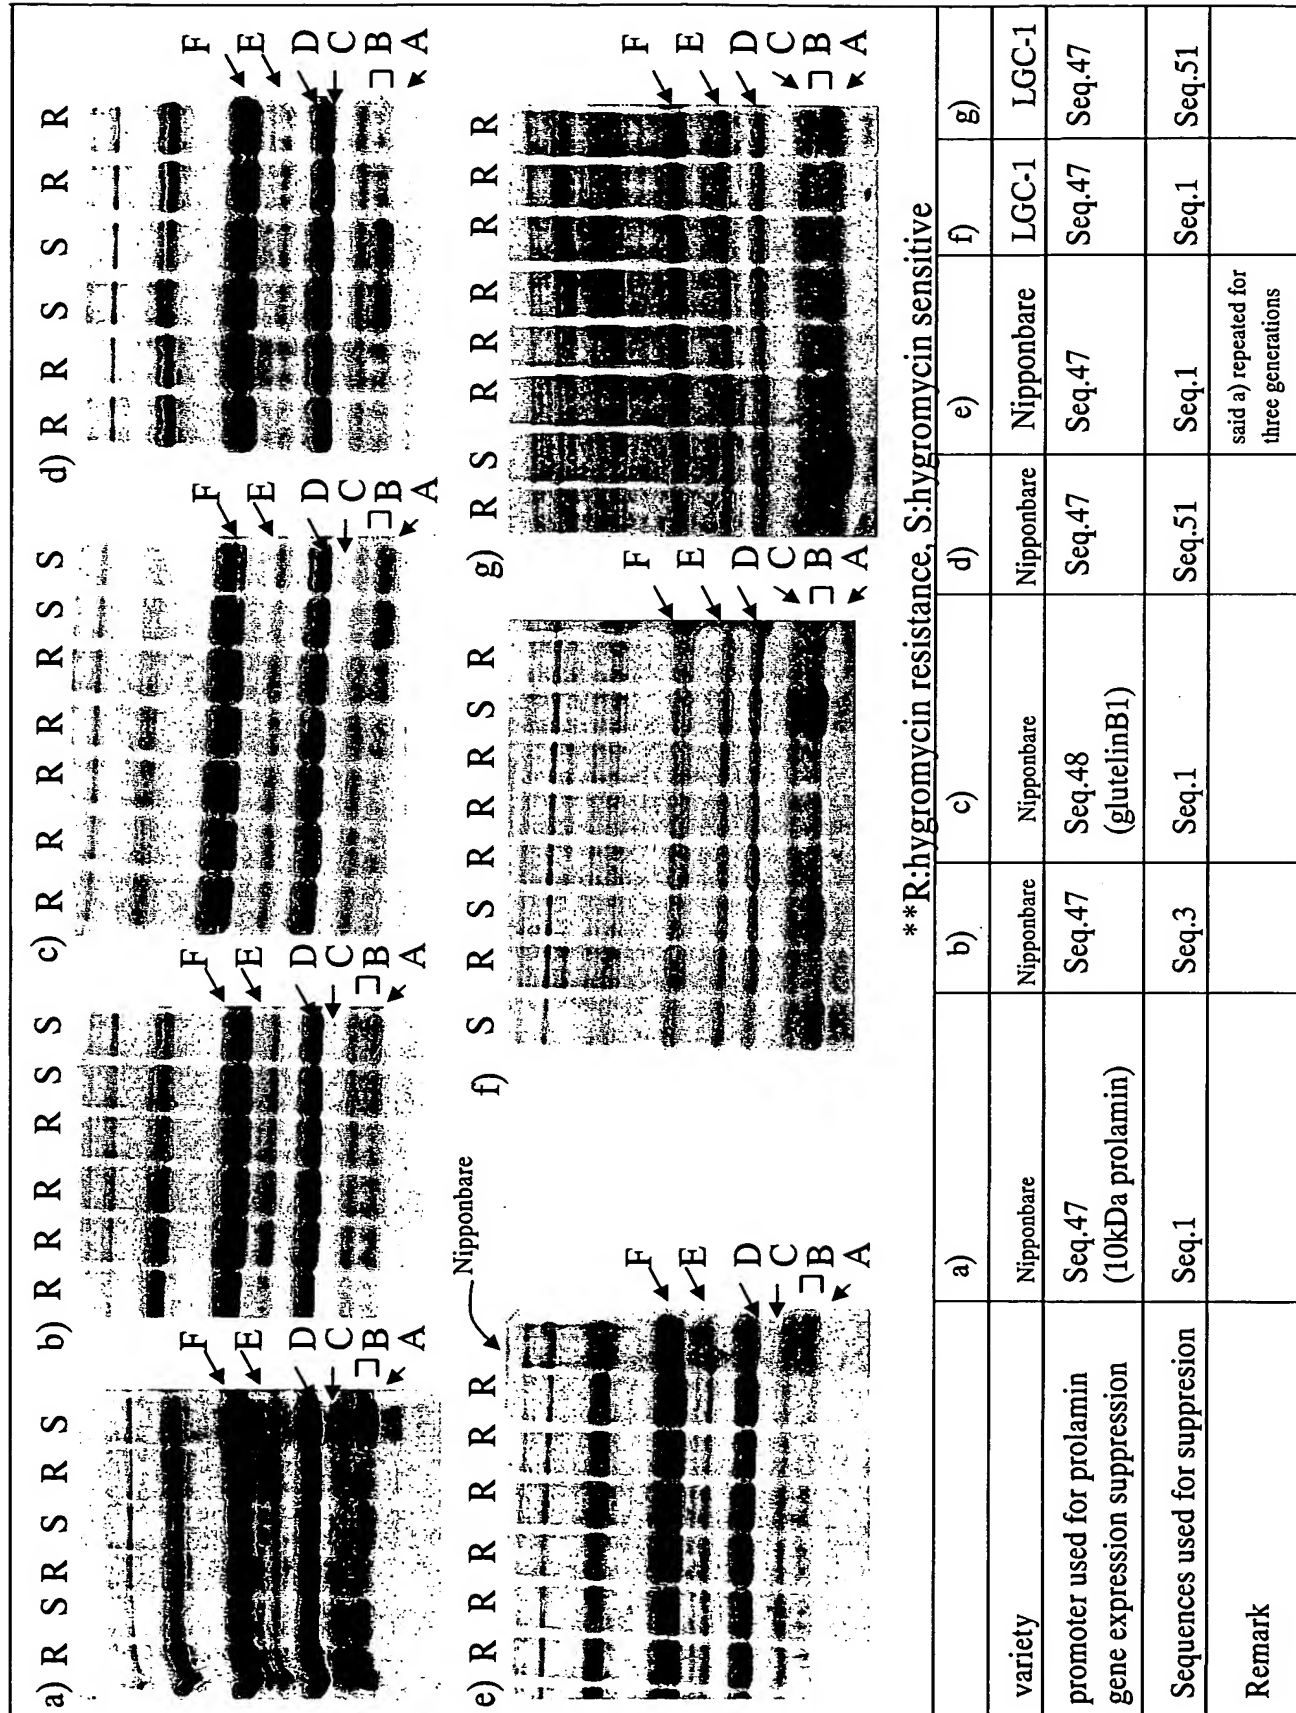 a) R S R S R S
F
E
D
C
B
A
b) R R R R S S
F
E
D
C
B
A
c) R R R R R S S
F
E
D
C
B
A
d) R R S S R R
F
E
D
C
B
A
e) R R R R R R
Nipponbare
F
E
D
C
B
A
f) S R S R R R S R
F
E
D
C
B
A
g) R S R R R R R R
F
E
D
C
B
A
**R:hygromycin resistance, S:hygromycin sensitive
a) b) c) d) e) f) g)
variety Nipponbare Nipponbare Nipponbare Nipponbare Nipponbare LGC-1 LGC-1
promoter used for prolamin Seq.47 Seq.47 Seq.48 Seq.47 Seq.47 Seq.47 Seq.47
gene expression suppression (10kDa prolamin) (glutelinB1)
Sequences used for suppresion Seq.1 Seq.3 Seq.1 Seq.51 Seq.1 Seq.1 Seq.51
Remark said a) repeated for
three generations